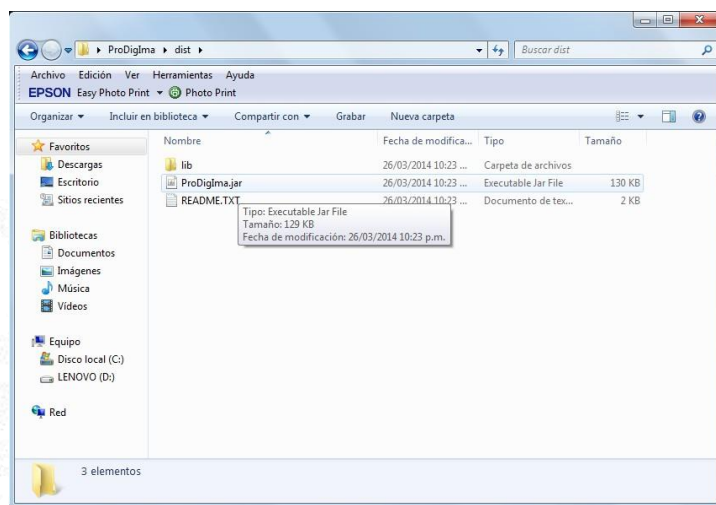 ProDigIma ▸ dist ▸
Buscar dist
Archivo Edición Ver Herramientas Ayuda
EPSON Easy Photo Print Photo Print
Organizar Incluir en biblioteca Compartir con Grabar Nueva carpeta
Nombre Fecha de modifica... Tipo Tamaño
Favoritos
Descargas
Escritorio
Sitios recientes
Bibliotecas
Documentos
Imágenes
Música
Vídeos
Equipo
Disco local (C:)
LENOVO (D:)
Red
lib 26/03/2014 10:23 ... Carpeta de archivos
ProDigIma.jar 26/03/2014 10:23 ... Executable Jar File 130 KB
README.TXT 26/03/2014 10:23 ... Documento de tex... 2 KB
Tipo: Executable Jar File
Tamaño: 129 KB
Fecha de modificación: 26/03/2014 10:23 p.m.
3 elementos